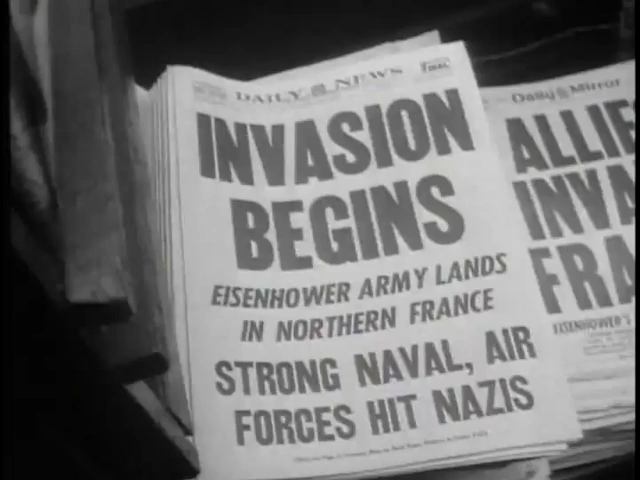 DAILY NEWS
FINAL
INVASION
BEGINS
EISENHOWER ARMY LANDS
IN NORTHERN FRANCE
STRONG NAVAL, AIR
FORCES HIT NAZIS
Daily Mirror
ALLIE
INVA
FRA
EISENHOWER'S